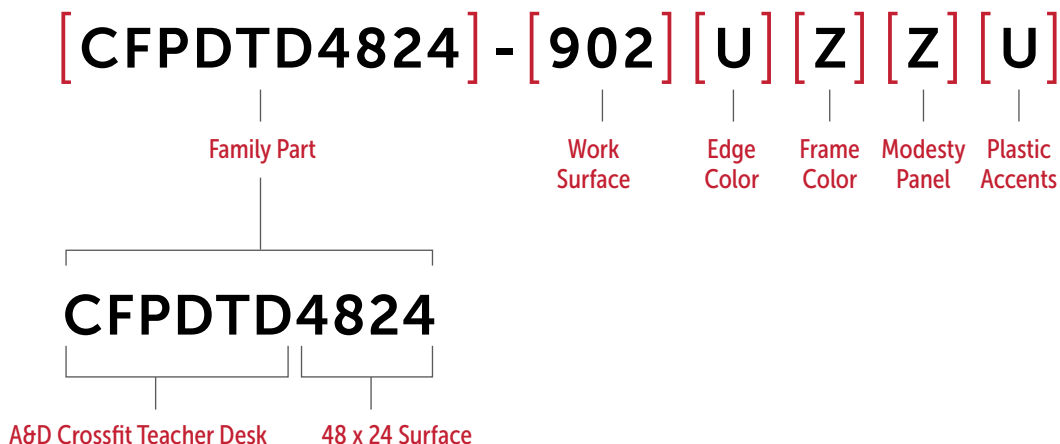 [CFPDTD4824] - [902] [U] [Z] [Z] [U]
Family Part
Work Surface
Edge Color
Frame Color
Modesty Panel
Plastic Accents
CFPDTD4824
A&D Crossfit Teacher Desk
48 x 24 Surface